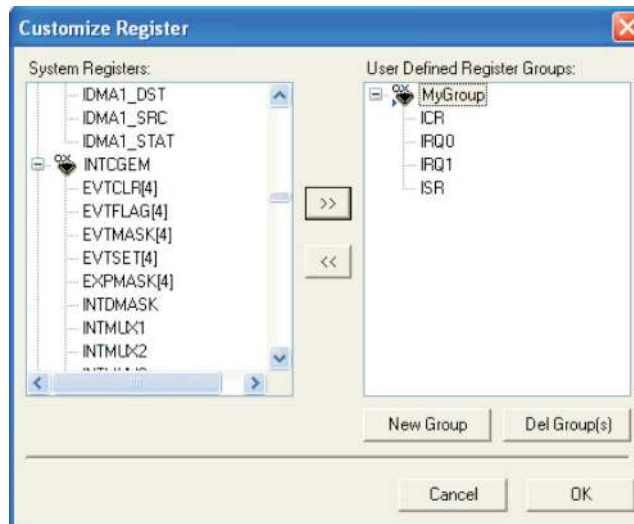 Customize Register
System Registers:
IDMA1_DST
IDMA1_SRC
IDMA1_STAT
INTCGEM
EVTCLR[4]
EVTFLAG[4]
EVTMASK[4]
EVTSET[4]
EXPMASK[4]
INTDMASK
INTMUX1
INTMUX2
>>
<<
User Defined Register Groups:
MyGroup
ICR
IRQ0
IRQ1
ISR
New Group
Del Group(s)
Cancel
OK